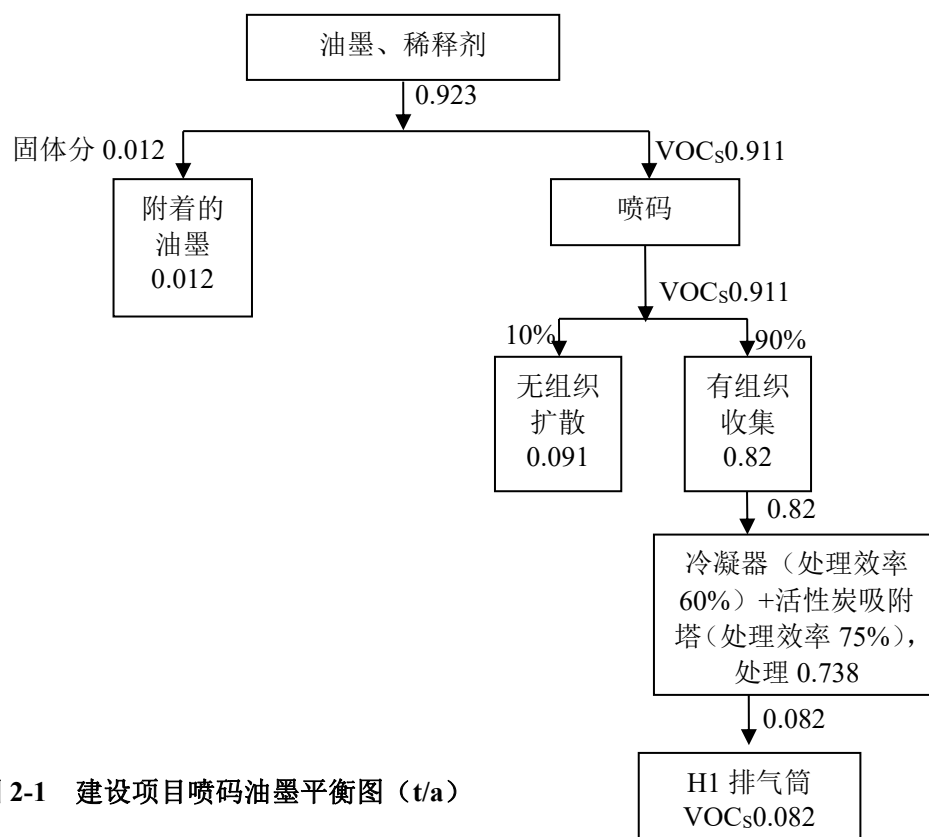 油墨、稀释剂
0.923
固体分 0.012
VOCS0.911
附着的
油墨
0.012
喷码
VOCS0.911
10%
90%
无组织
扩散
0.091
有组织
收集
0.82
0.82
冷凝器（处理效率
60%）+活性炭吸附
塔（处理效率 75%），
处理 0.738
0.082
H1 排气筒
VOCS0.082
2-1 建设项目喷码油墨平衡图（t/a）